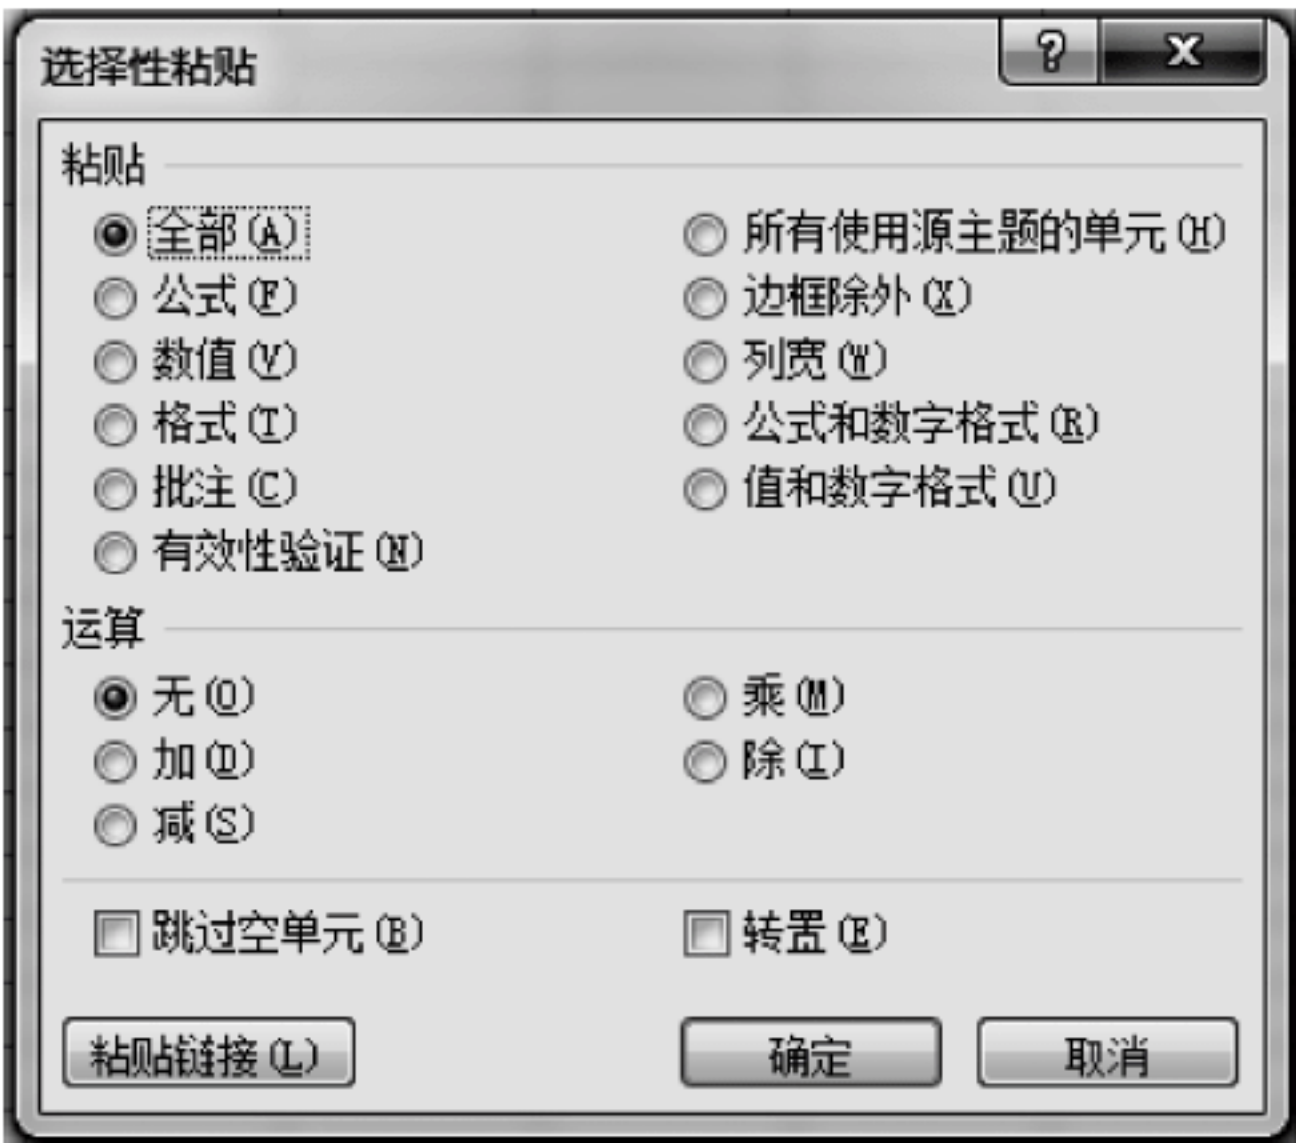 选择性粘贴
粘贴
全部(A) 所有使用源主题的单元(H)
公式(F) 边框除外(X)
数值(V) 列宽(W)
格式(T) 公式和数字格式(R)
批注(C) 值和数字格式(U)
有效性验证(N)
运算
无(O) 乘(M)
加(D) 除(I)
减(S)
跳过空单元(B) 转置(E)
粘贴链接(L) 确定 取消